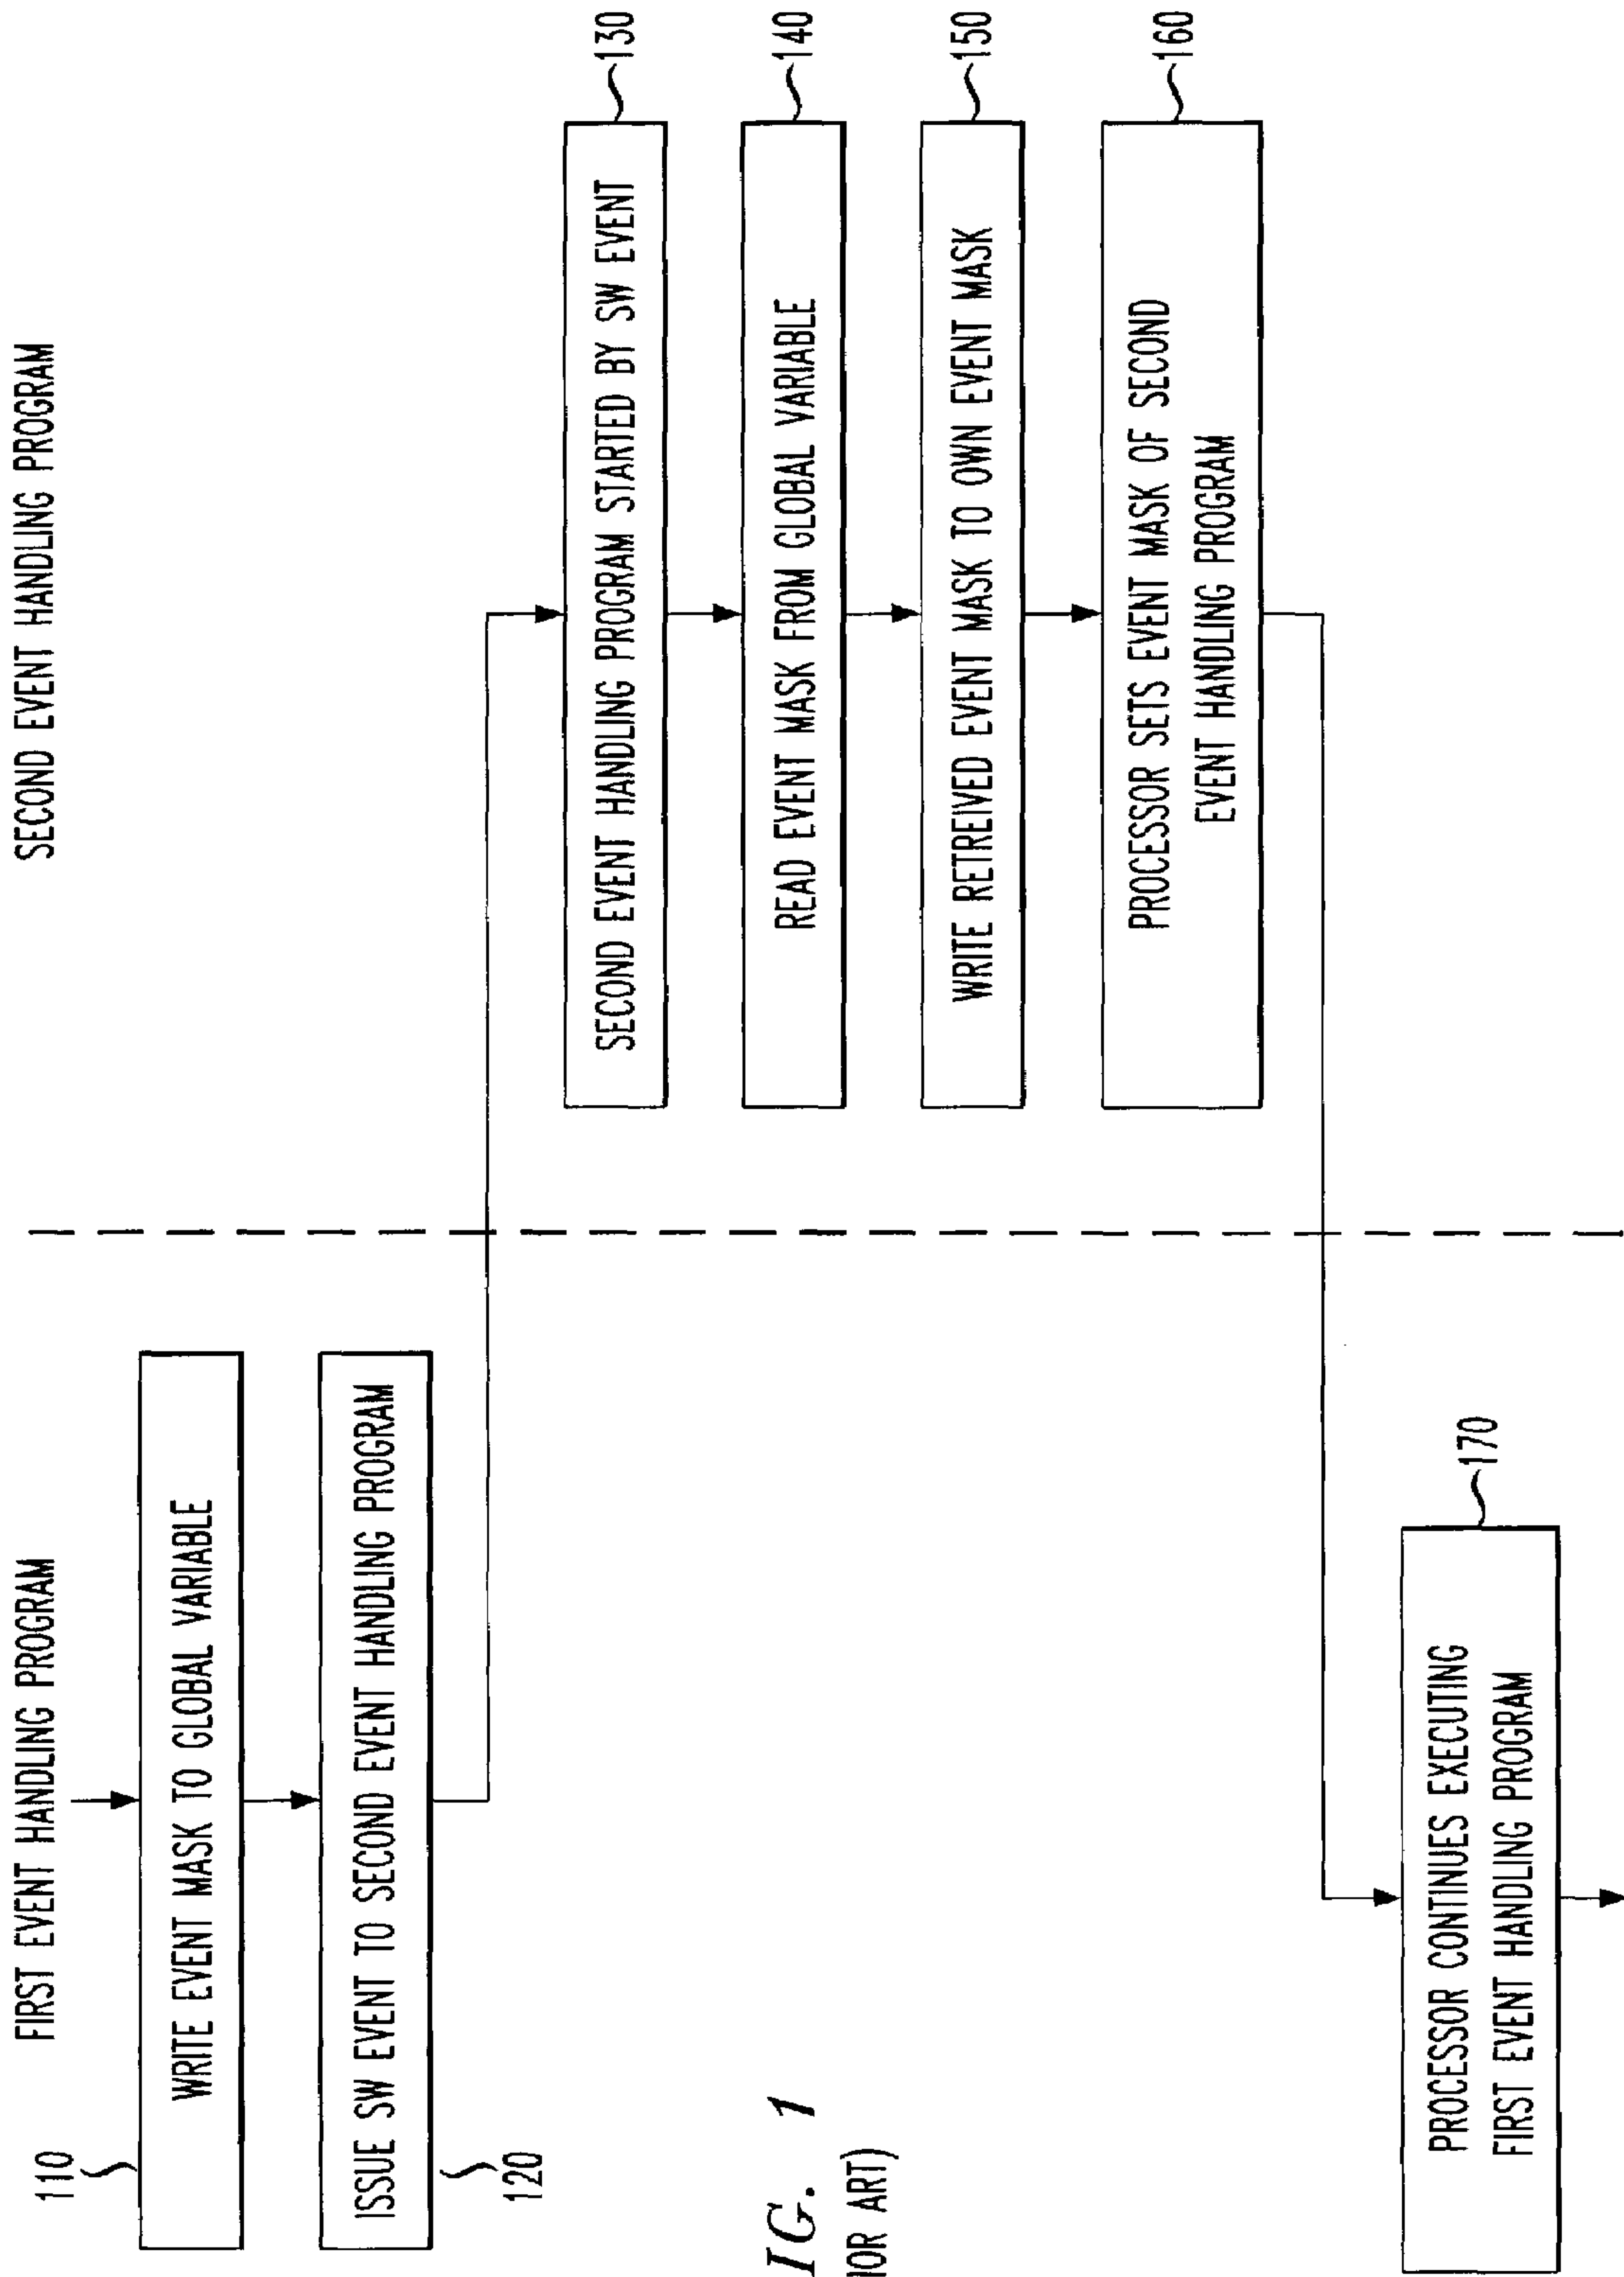 FIRST EVENT HANDLING PROGRAM
SECOND EVENT HANDLING PROGRAM
110
WRITE EVENT MASK TO GLOBAL VARIABLE
ISSUE SW EVENT TO SECOND EVENT HANDLING PROGRAM
120
SECOND EVENT HANDLING PROGRAM STARTED BY SW EVENT
130
READ EVENT MASK FROM GLOBAL VARIABLE
140
WRITE RETREIVED EVENT MASK TO OWN EVENT MASK
150
PROCESSOR SETS EVENT MASK OF SECOND
EVENT HANDLING PROGRAM
160
PROCESSOR CONTINUES EXECUTING
FIRST EVENT HANDLING PROGRAM
170
IG. 1
IOR ART)